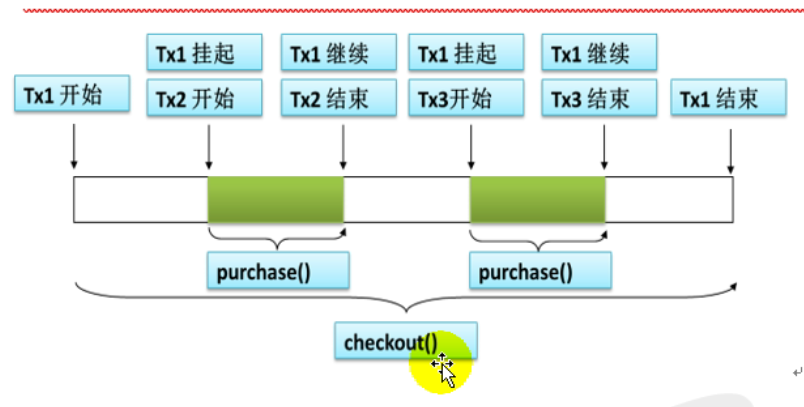 Tx1 挂起
Tx1 继续
Tx1 挂起
Tx1 继续
Tx1 开始
Tx2 开始
Tx2 结束
Tx3开始
Tx3 结束
Tx1 结束
purchase()
purchase()
checkout()